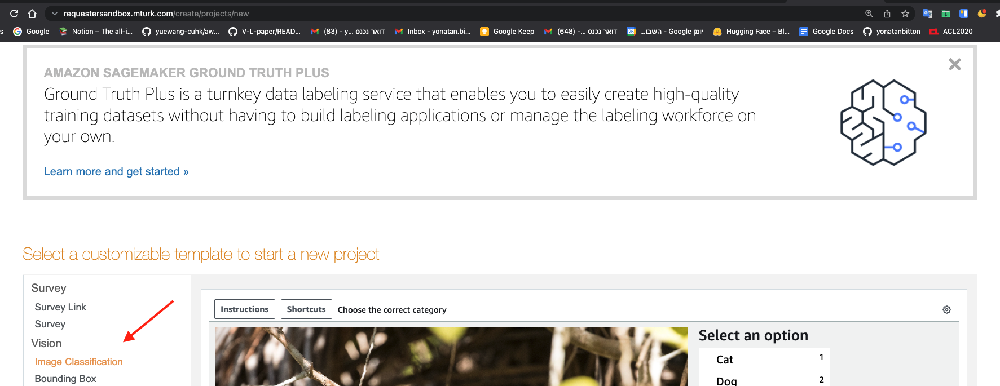 requestersandbox.mturk.com/create/projects/new
s Google Notion – The all-i... yuewang-cuhk/aw... V-L-paper/READ... (83) - y... דואר נכנס Inbox - yonatan.bi... Google Keep (648) -... דואר נכנס 25 ...השבו - Google יומן Hugging Face – Bl... Google Docs yonatanbitton ACL2020
AMAZON SAGEMAKER GROUND TRUTH PLUS
Ground Truth Plus is a turnkey data labeling service that enables you to easily create high-quality
training datasets without having to build labeling applications or manage the labeling workforce on
your own.
Learn more and get started »
Select a customizable template to start a new project
Survey
Survey Link
Survey
Vision
Image Classification
Bounding Box
Instructions Shortcuts Choose the correct category
Select an option
Cat 1
Dog 2